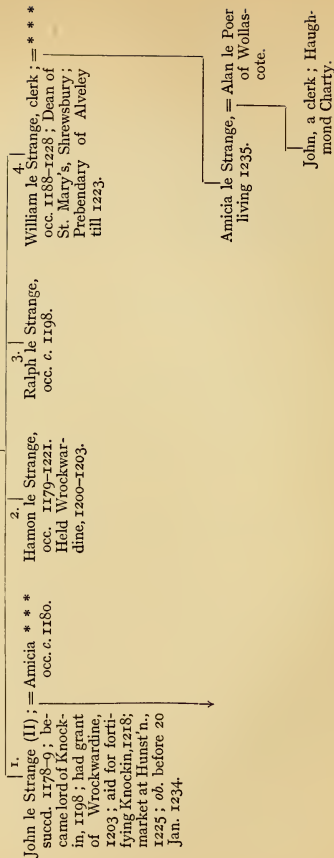 1.
John le Strange (II) ; = Amicia * * *
succd. 1178–9 ; be- occ. c. 1180.
came lord of Knock-
in, 1198 ; had grant
of Wrockwardine,
1203 ; aid for forti-
fying Knockin, 1218;
market at Hunst'n.,
1225 ; ob. before 20
Jan. 1234.
2.
Hamon le Strange,
occ. 1179–1221.
Held Wrockwar-
dine, 1200–1203.
3.
Ralph le Strange,
occ. c. 1198.
4.
William le Strange, clerk ; = * * *
occ. 1188–1228 ; Dean of
St. Mary's, Shrewsbury ;
Prebendary of Alveley
till 1223.
Amicia le Strange, = Alan le Poer
living 1235. of Wollas-
cote.
John, a clerk ; Haugh-
mond Charty.